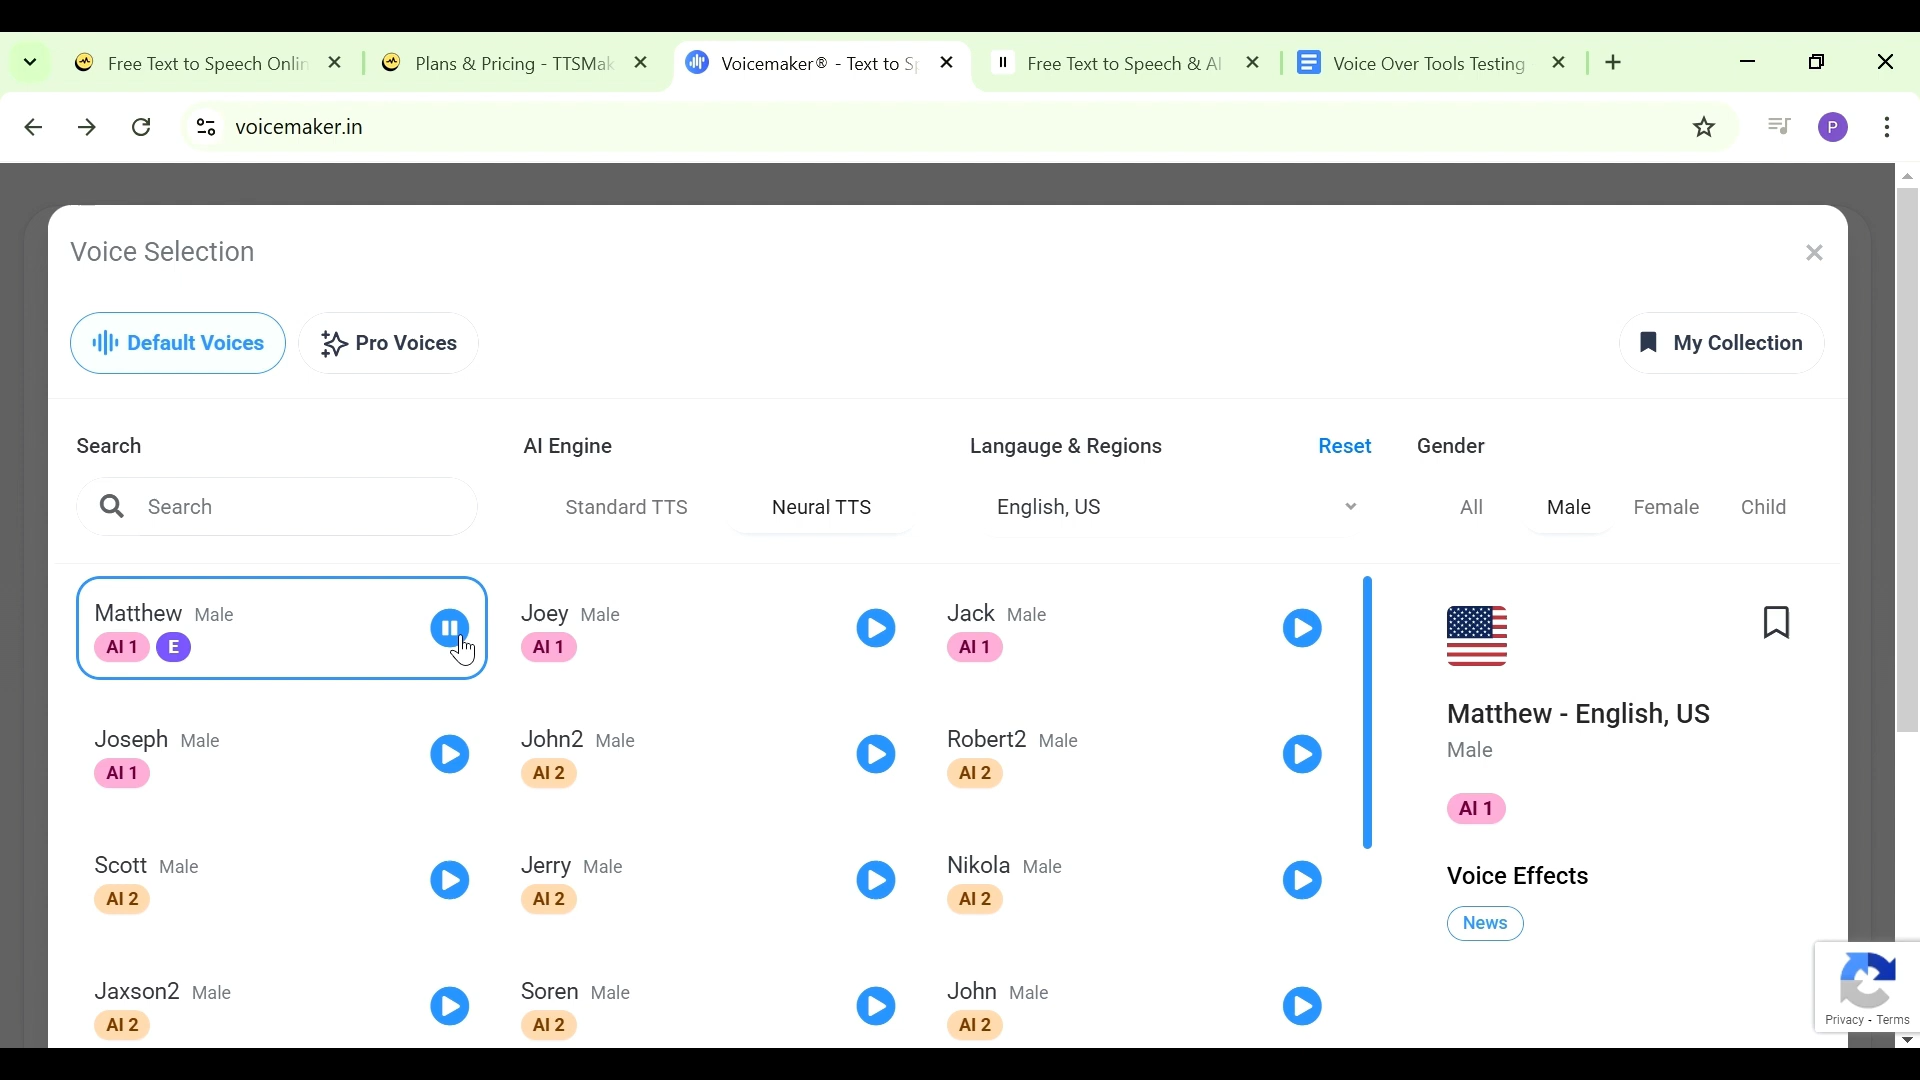 Free Text to Speech Onlin
Plans & Pricing - TTSMak
Voicemaker® - Text to Sp
Free Text to Speech & AI
Voice Over Tools Testing
voicemaker.in
P
Voice Selection
Default Voices
Pro Voices
My Collection
Search
AI Engine
Langauge & Regions
Reset
Gender
Search
Standard TTS
Neural TTS
English, US
All
Male
Female
Child
Matthew Male
AI 1 E
Joey Male
AI 1
Jack Male
AI 1
Joseph Male
AI 1
John2 Male
AI 2
Robert2 Male
AI 2
Scott Male
AI 2
Jerry Male
AI 2
Nikola Male
AI 2
Jaxson2 Male
AI 2
Soren Male
AI 2
John Male
AI 2
Matthew - English, US
Male
AI 1
Voice Effects
News
Privacy - Terms